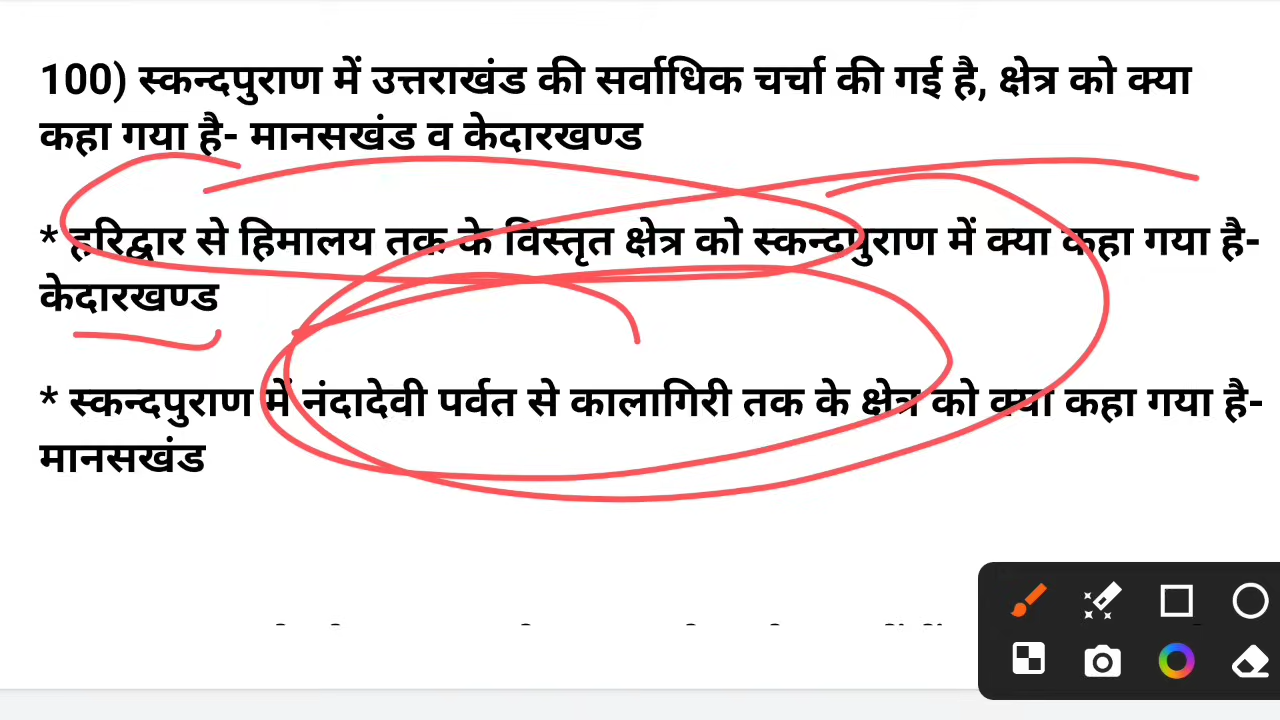 100) स्कन्दपुराण में उत्तराखंड की सर्वाधिक चर्चा की गई है, क्षेत्र को क्या
कहा गया है- मानसखंड व केदारखण्ड
* हरिद्वार से हिमालय तक के विस्तृत क्षेत्र को स्कन्दपुराण में क्या कहा गया है-
केदारखण्ड
* स्कन्दपुराण में नंदादेवी पर्वत से कालागिरी तक के क्षेत्र को क्या कहा गया है-
मानसखंड